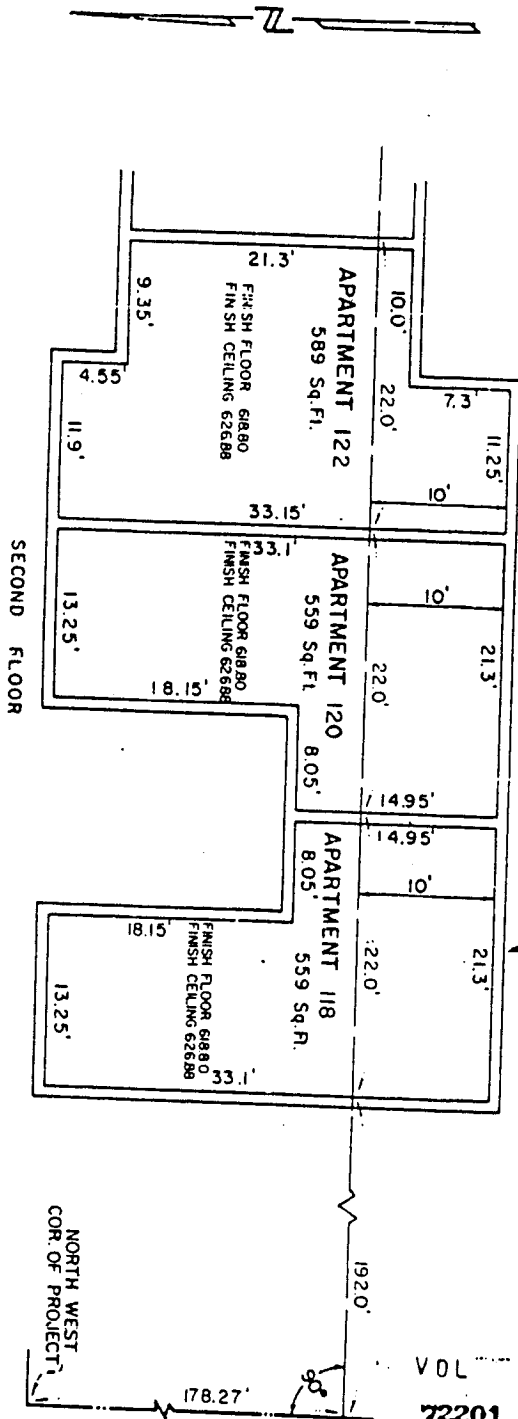 N
APARTMENT 122
589 Sq.Ft.
FINISH FLOOR 618.80
FINISH CEILING 626.88
21.3'
10.0'
22.0'
7.3'
11.25'
10'
9.35'
4.55'
11.9'
33.15'
APARTMENT 120
559 Sq.Ft.
FINISH FLOOR 618.80
FINISH CEILING 626.88
33.1'
10'
22.0'
21.3'
13.25'
18.15'
8.05'
14.95'
APARTMENT 118
559 Sq.Ft.
FINISH FLOOR 618.80
FINISH CEILING 626.88
14.95'
8.05'
10'
22.0'
21.3'
18.15'
13.25'
33.1'
SECOND FLOOR
192.0'
90°
178.27'
NORTH WEST
COR. OF PROJECT
VOL
72201